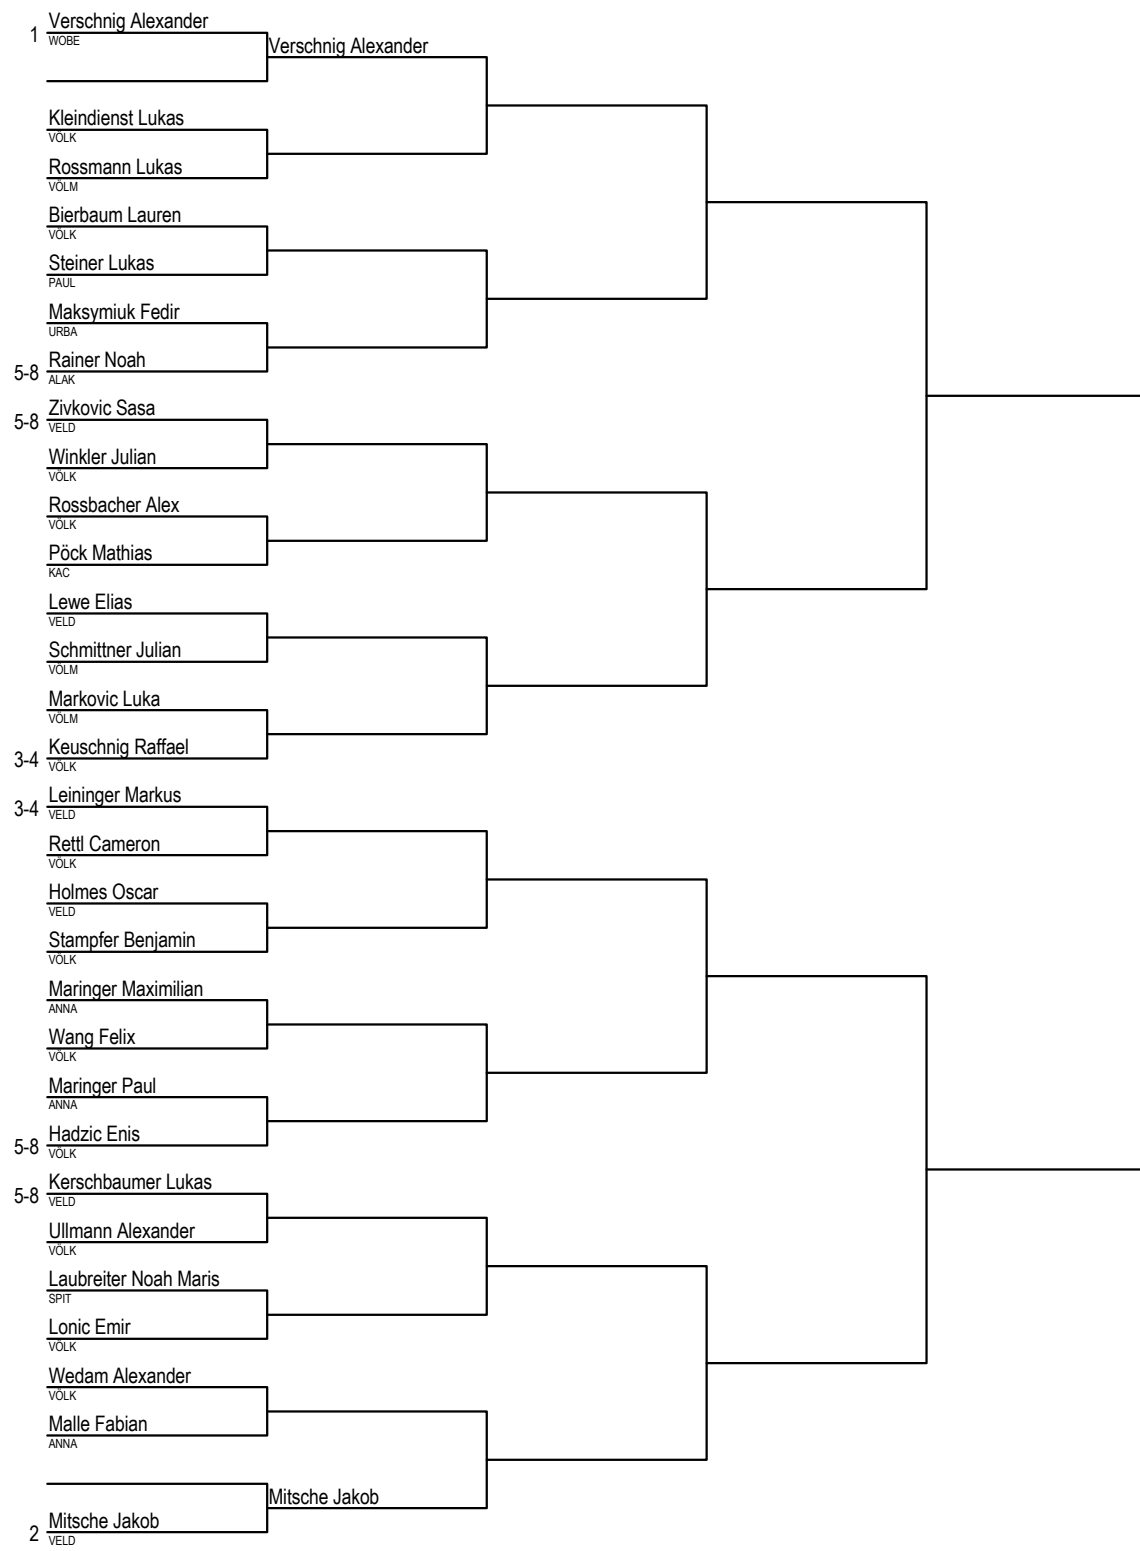 Verschnig Alexander
1
WOBE
Verschnig Alexander
Kleindienst Lukas
VÖLK
Rossmann Lukas
VÖLM
Bierbaum Lauren
VÖLK
Steiner Lukas
PAUL
Maksymiuk Fedir
URBA
Rainer Noah
5-8
ALAK
Zivkovic Sasa
5-8
VELD
Winkler Julian
VÖLK
Rossbacher Alex
VÖLK
Pöck Mathias
KAC
Lewe Elias
VELD
Schmittner Julian
VÖLM
Markovic Luka
VÖLM
Keuschnig Raffael
3-4
VÖLK
Leininger Markus
3-4
VELD
Rettl Cameron
VÖLK
Holmes Oscar
VELD
Stampfer Benjamin
VÖLK
Maringer Maximilian
ANNA
Wang Felix
VÖLK
Maringer Paul
ANNA
Hadzic Enis
5-8
VÖLK
Kerschbaumer Lukas
5-8
VELD
Ullmann Alexander
VÖLK
Laubreiter Noah Maris
SPIT
Lonic Emir
VÖLK
Wedam Alexander
VÖLK
Malle Fabian
ANNA
Mitsche Jakob
Mitsche Jakob
2
VELD